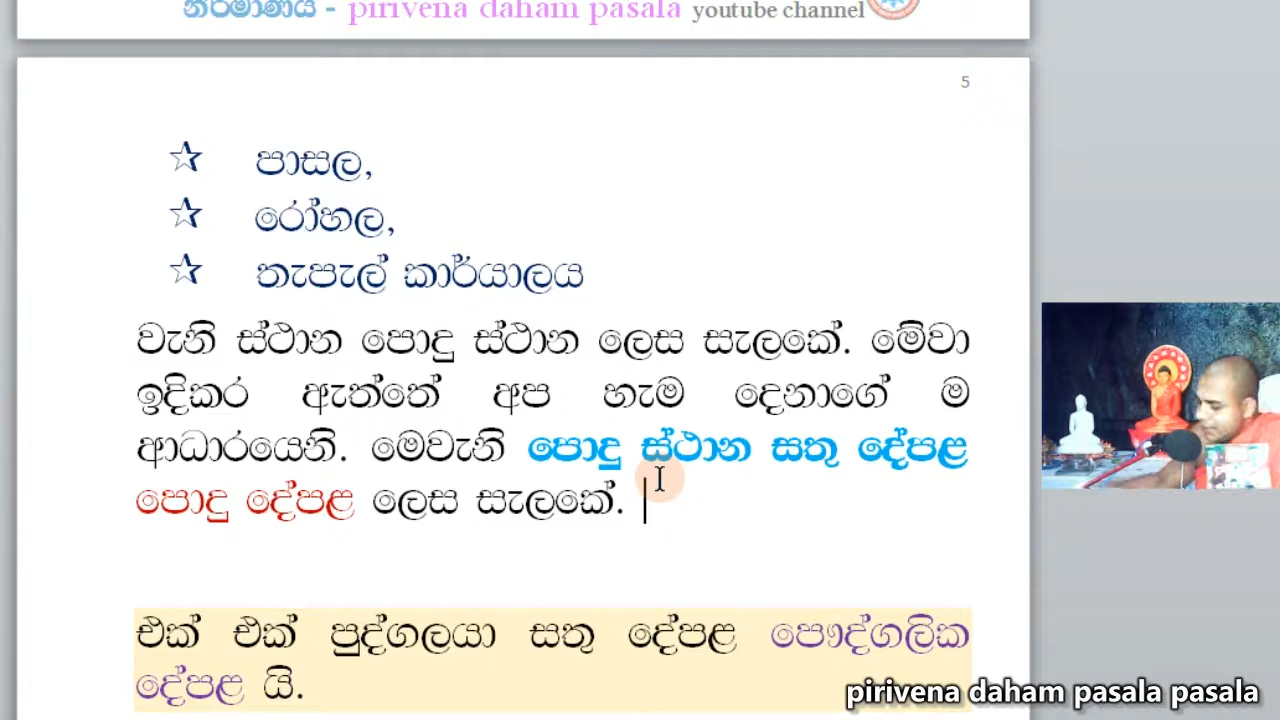 නිර්මාණය - pirivena daham pasala youtube channel
5
☆ පාසල,
☆ රෝහල,
☆ තැපැල් කාර්යාලය
වැනි ස්ථාන පොදු ස්ථාන ලෙස සැලකේ. මේවා
ඉදිකර ඇත්තේ අප හැම දෙනාගේ ම
ආධාරයෙනි. මෙවැනි පොදු ස්ථාන සතු දේපළ
පොදු දේපළ ලෙස සැලකේ.
එක් එක් පුද්ගලයා සතු දේපළ පෞද්ගලික
දේපළ යි.
pirivena daham pasala pasala